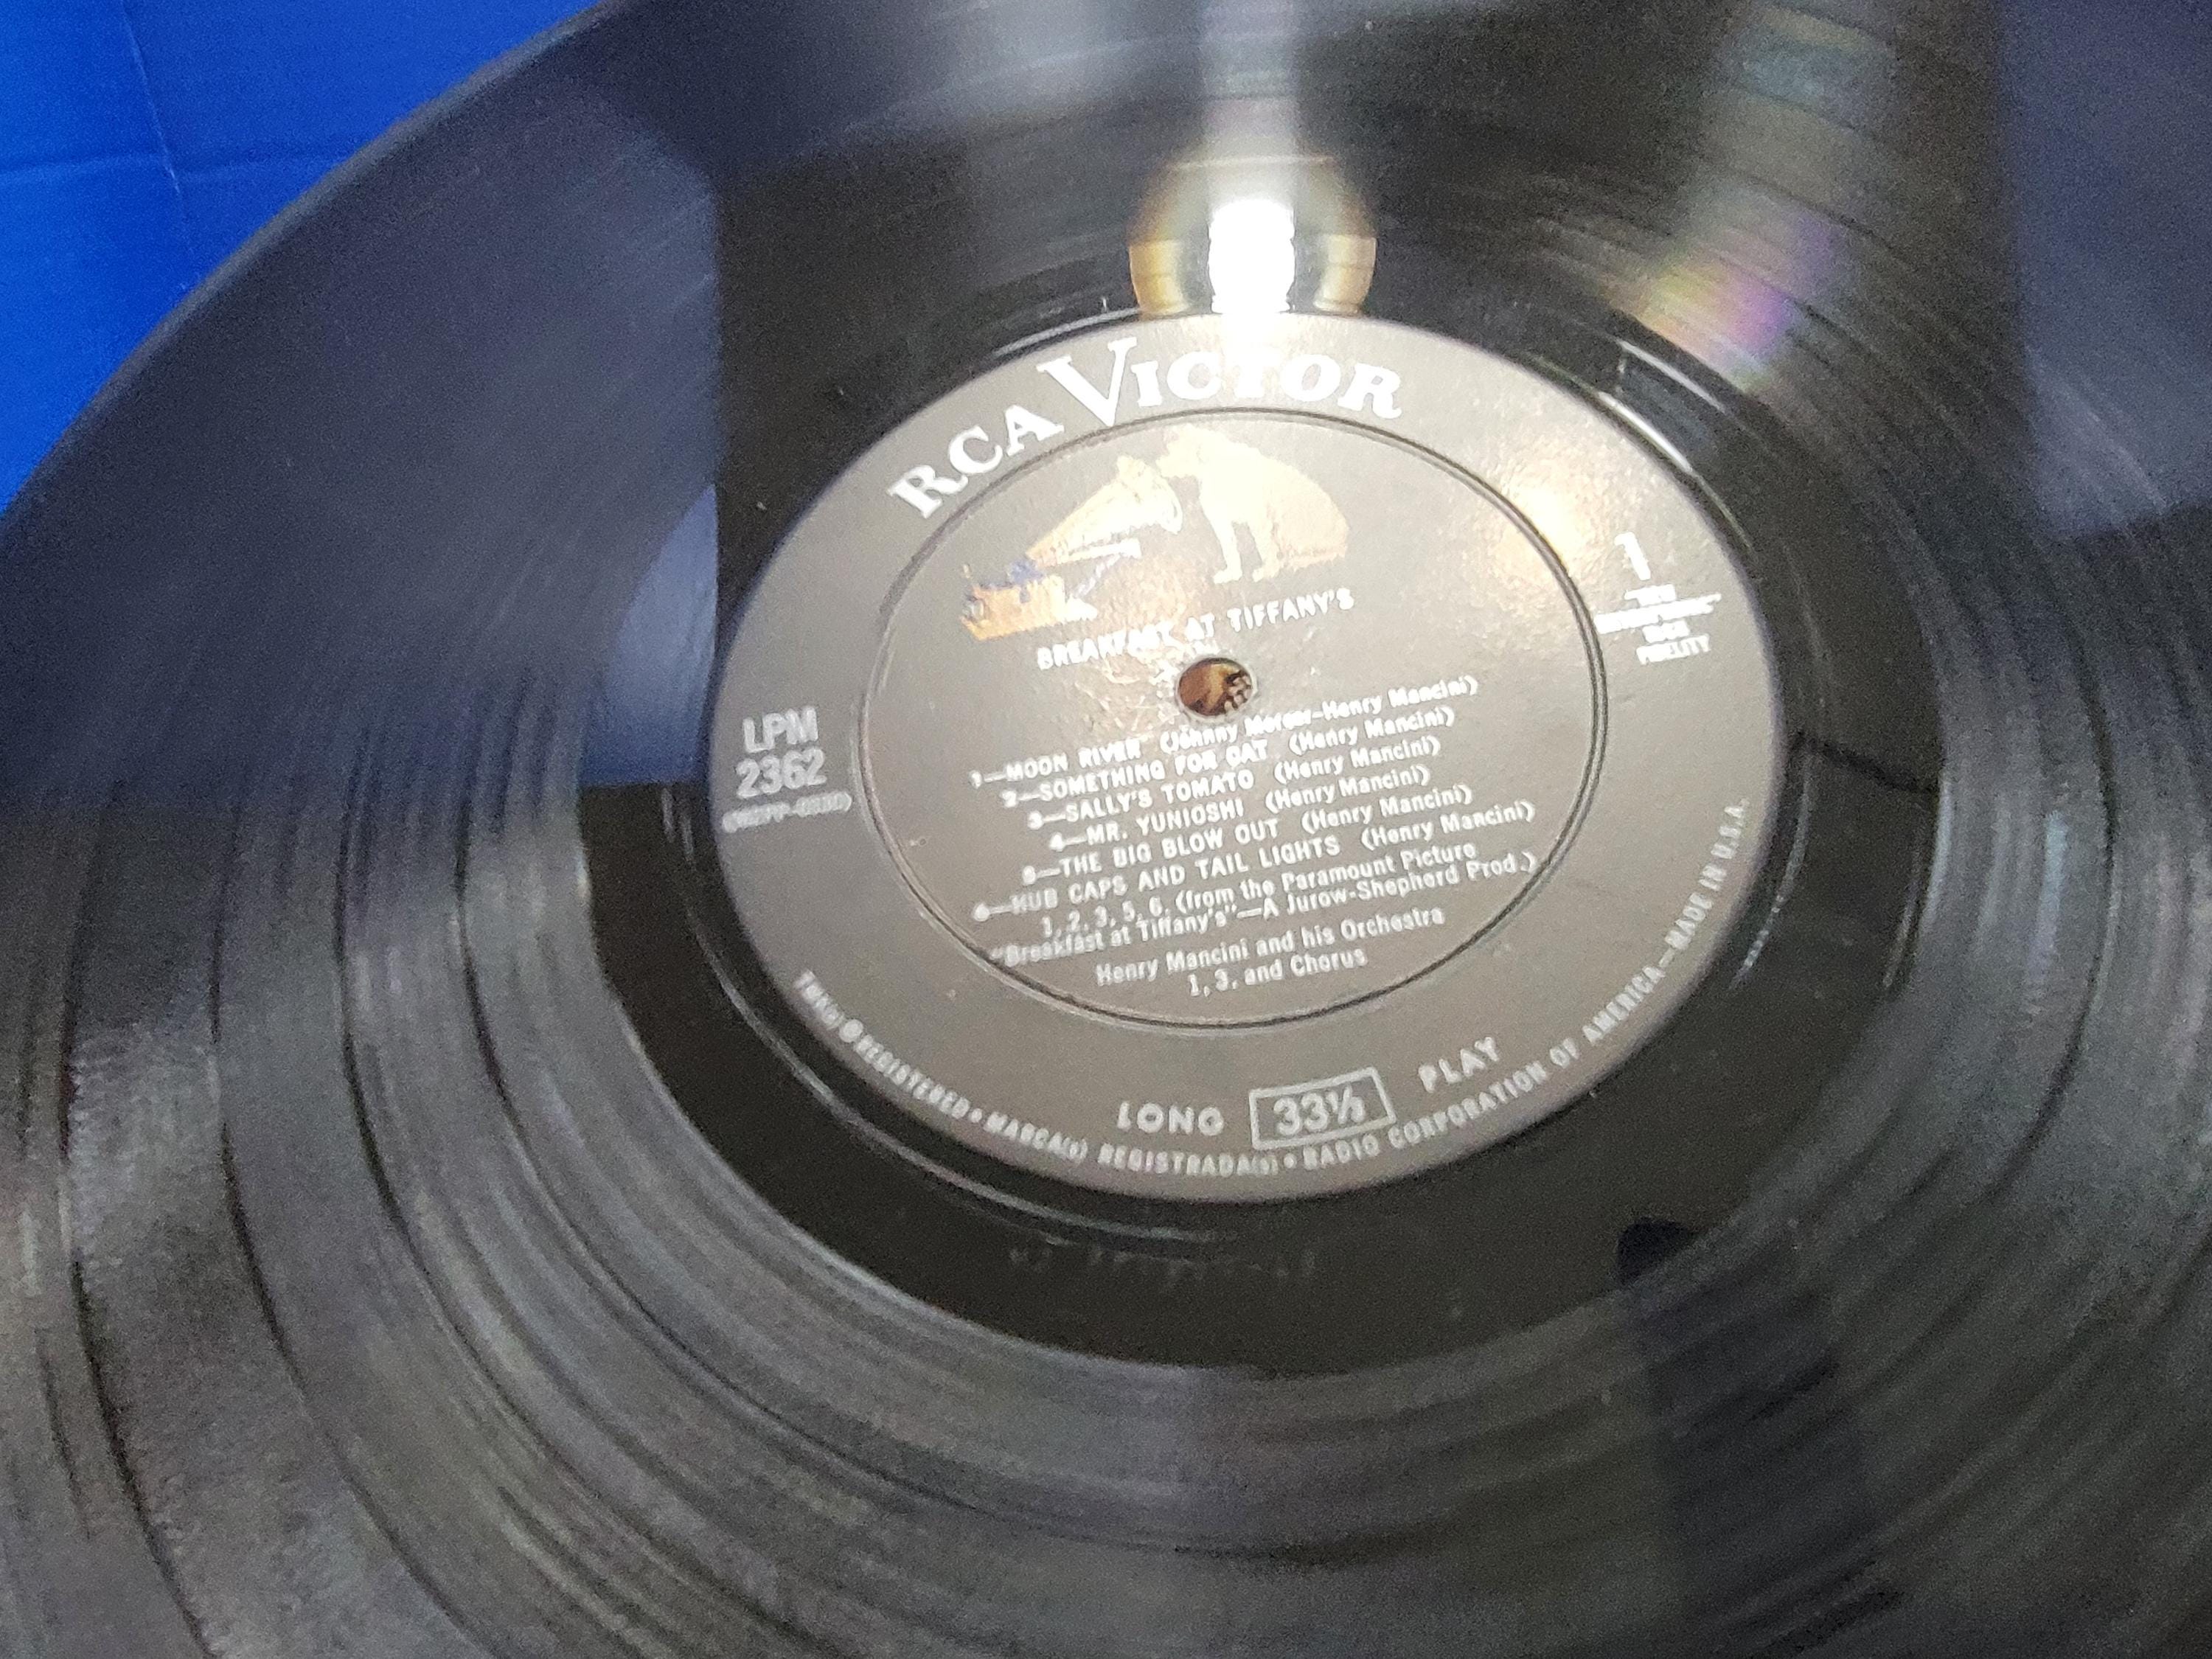 RCA VICTOR
BREAKFAST AT TIFFANY'S
1
FIDELITY
LPM
2362
1—MOON RIVER (Johnny Mercer-Henry Mancini)
2—SOMETHING FOR CAT (Henry Mancini)
3—SALLY'S TOMATO (Henry Mancini)
4—MR. YUNIOSHI (Henry Mancini)
5—THE BIG BLOW OUT (Henry Mancini)
6—HUB CAPS AND TAIL LIGHTS (Henry Mancini)
1, 2, 3, 5, 6, (from the Paramount Picture
"Breakfast at Tiffany's"—A Jurow-Shepherd Prod.)
Henry Mancini and his Orchestra
1, 3, and Chorus
LONG 33⅓ PLAY
TMK(s) ® REGISTERED • MARCA(s) REGISTRADA(s) • RADIO CORPORATION OF AMERICA—MADE IN U.S.A.